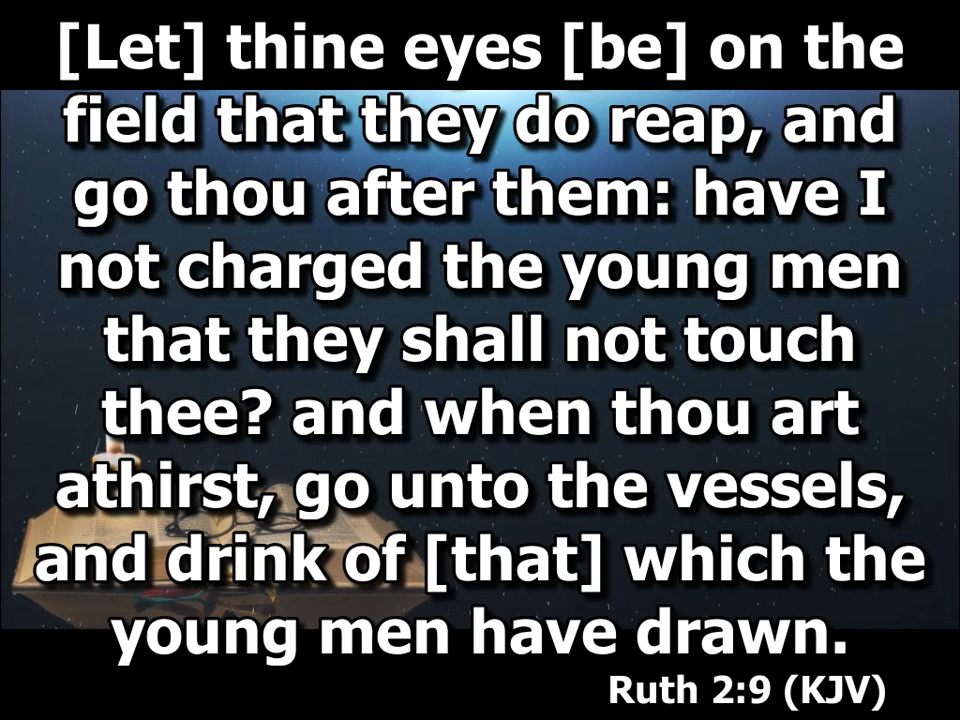 [Let] thine eyes [be] on the
field that they do reap, and
go thou after them: have I
not charged the young men
that they shall not touch
thee? and when thou art
athirst, go unto the vessels,
and drink of [that] which the
young men have drawn.
Ruth 2:9 (KJV)